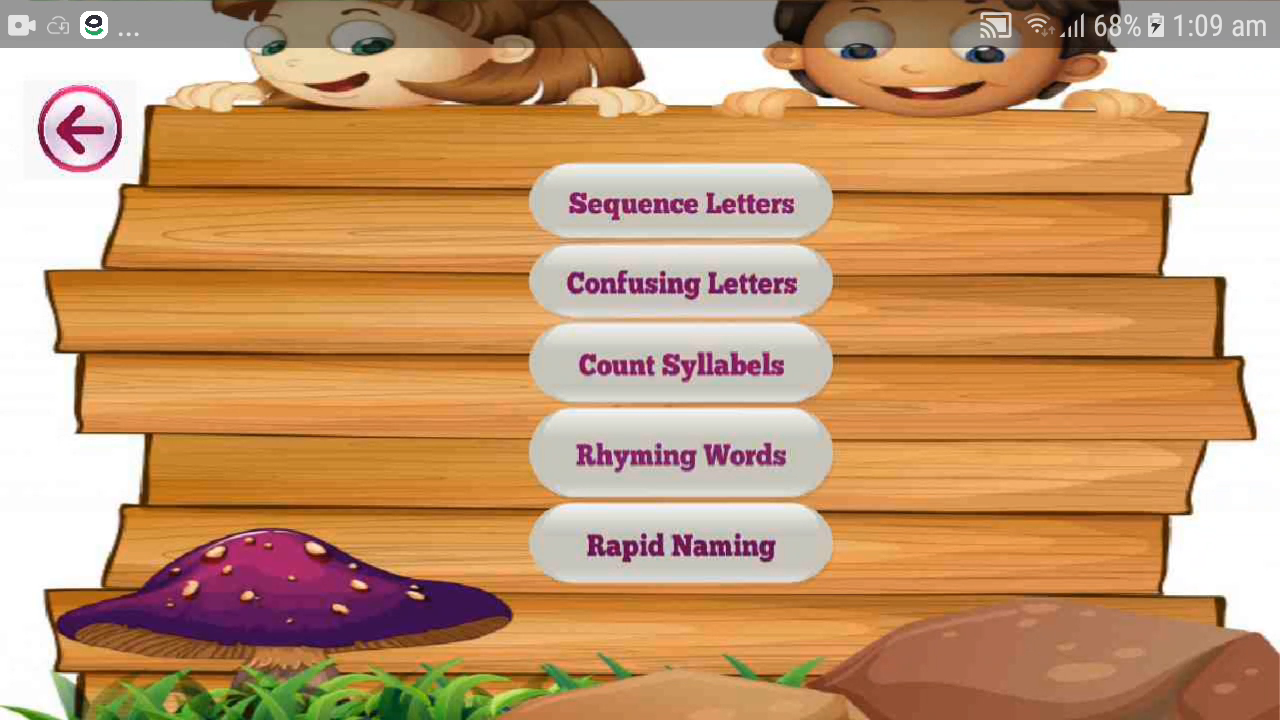 ... 68% 1:09 am
Sequence Letters
Confusing Letters
Count Syllabels
Rhyming Words
Rapid Naming